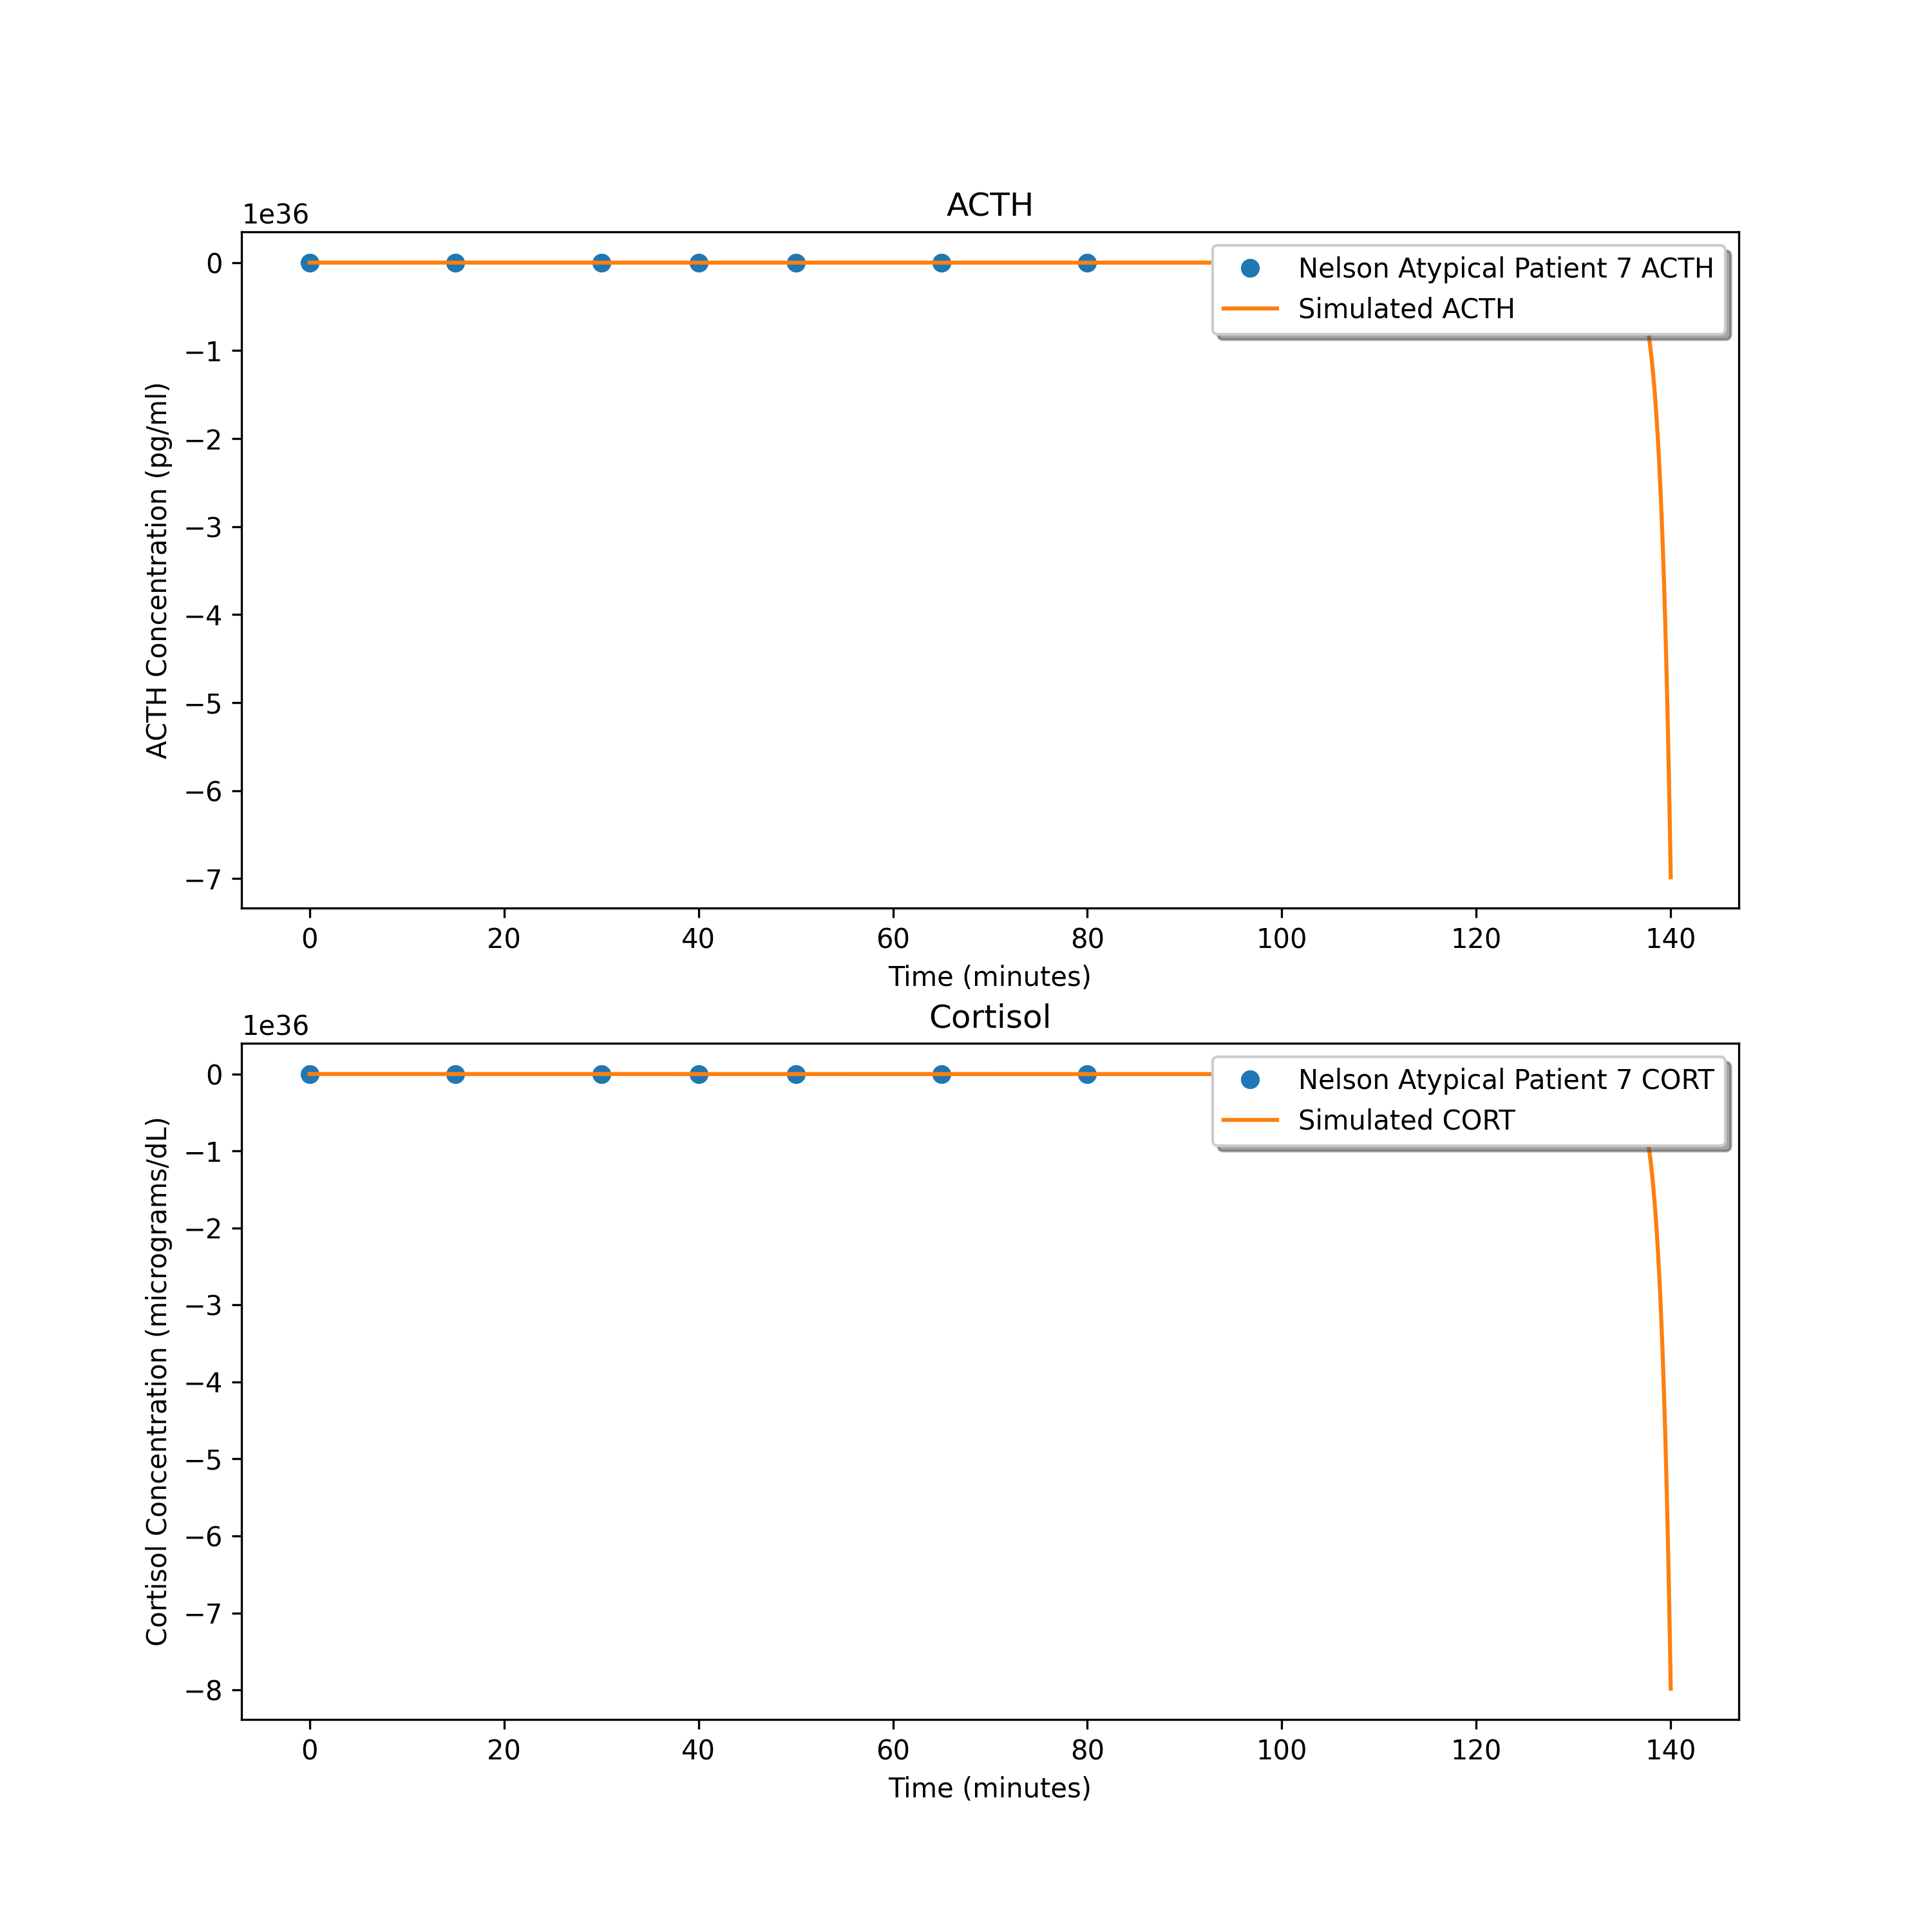 ACTH
1e36
0
−1
−2
−3
−4
−5
−6
−7
ACTH Concentration (pg/ml)
Nelson Atypical Patient 7 ACTH
Simulated ACTH
0 20 40 60 80 100 120 140
Time (minutes)
Cortisol
1e36
0
−1
−2
−3
−4
−5
−6
−7
−8
Cortisol Concentration (micrograms/dL)
Nelson Atypical Patient 7 CORT
Simulated CORT
0 20 40 60 80 100 120 140
Time (minutes)